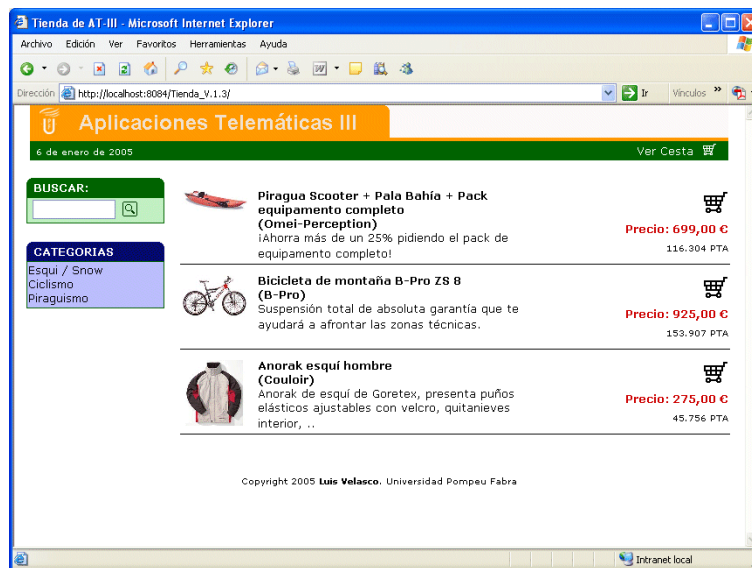 Tienda de AT-III - Microsoft Internet Explorer
Archivo Edición Ver Favoritos Herramientas Ayuda
Dirección http://localhost:8084/Tienda_V.1.3/ Ir Vínculos »
Aplicaciones Telemáticas III
6 de enero de 2005 Ver Cesta
BUSCAR:
CATEGORIAS
Esqui / Snow
Ciclismo
Piraguismo
Piragua Scooter + Pala Bahía + Pack
equipamento completo
(Omei-Perception)
¡Ahorra más de un 25% pidiendo el pack de
equipamento completo!
Precio: 699,00 €
116.304 PTA
Bicicleta de montaña B-Pro ZS 8
(B-Pro)
Suspensión total de absoluta garantía que te
ayudará a afrontar las zonas técnicas.
Precio: 925,00 €
153.907 PTA
Anorak esquí hombre
(Couloir)
Anorak de esquí de Goretex, presenta puños
elásticos ajustables con velcro, quitanieves
interior, ..
Precio: 275,00 €
45.756 PTA
Copyright 2005 Luis Velasco. Universidad Pompeu Fabra
Intranet local